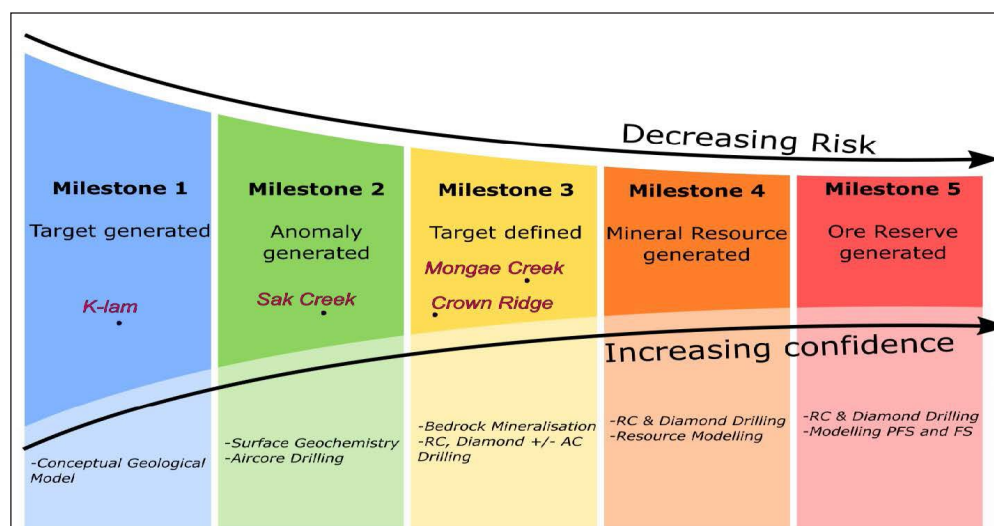 Decreasing Risk
Milestone 1
Target generated
K-lam
Milestone 2
Anomaly
generated
Sak Creek
Milestone 3
Target defined
Mongae Creek
Crown Ridge
Milestone 4
Mineral Resource
generated
Milestone 5
Ore Reserve
generated
Increasing confidence
-Conceptual Geological
Model
-Surface Geochemistry
-Aircore Drilling
-Bedrock Mineralisation
-RC, Diamond +/- AC
Drilling
-RC & Diamond Drilling
-Resource Modelling
-RC & Diamond Drilling
-Modelling PFS and FS